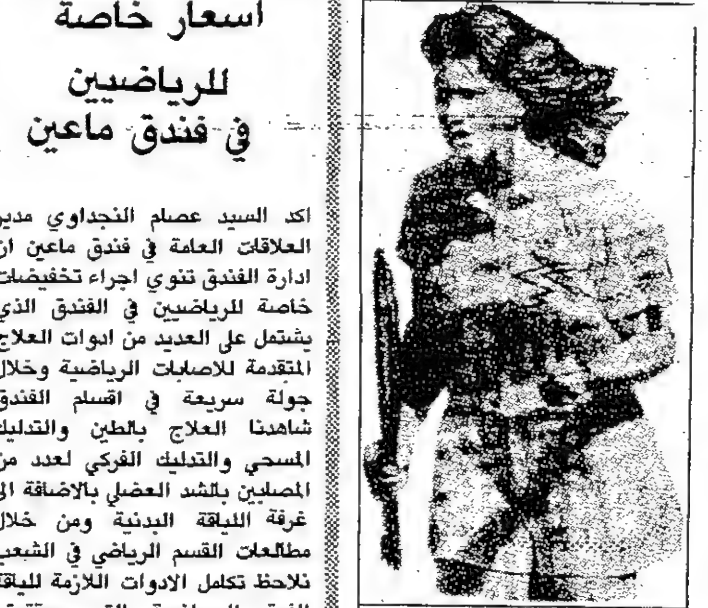 اسعار خاصة
للرياضيين
في فندق ماعين
اكد السيد عصام النجداوي مدير
العلاقات العامة في فندق ماعين ان
ادارة الفندق تنوي اجراء تخفيضات
خاصة للرياضيين في الفندق الذي
يشتمل على العديد من ادوات العلاج
المتقدمة للاصابات الرياضية وخلال
جولة سريعة في اقسام الفندق
شاهدنا العلاج بالطين والتدليك
المسحي والتدليك الفركي لعدد من
المصابين بالشد العضلي بالاضافة الى
غرفة اللياقة البدنية ومن خلال
مطالعات القسم الرياضي في الشعب
نلاحظ تكامل الادوات اللازمة للياقة